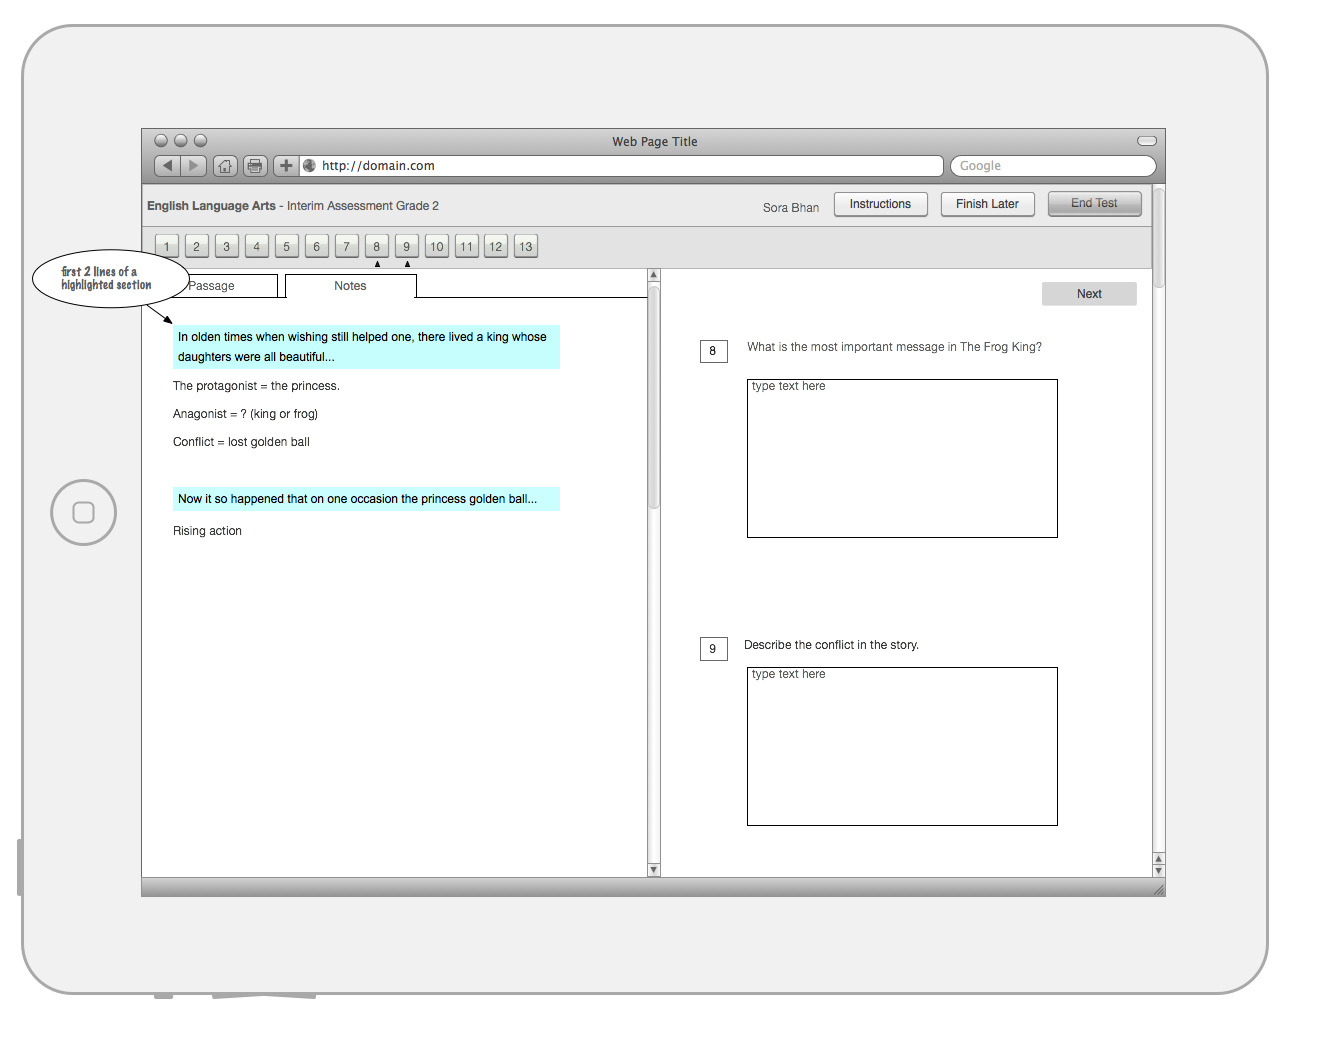 Web Page Title
http://domain.com
Google
English Language Arts - Interim Assessment Grade 2
Sora Bhan
Instructions
Finish Later
End Test
1 2 3 4 5 6 7 8 9 10 11 12 13
first 2 lines of a
highlighted section
Passage
Notes
In olden times when wishing still helped one, there lived a king whose
daughters were all beautiful...
The protagonist = the princess.
Anagonist = ? (king or frog)
Conflict = lost golden ball
Now it so happened that on one occasion the princess golden ball...
Rising action
Next
8 What is the most important message in The Frog King?
type text here
9 Describe the conflict in the story.
type text here